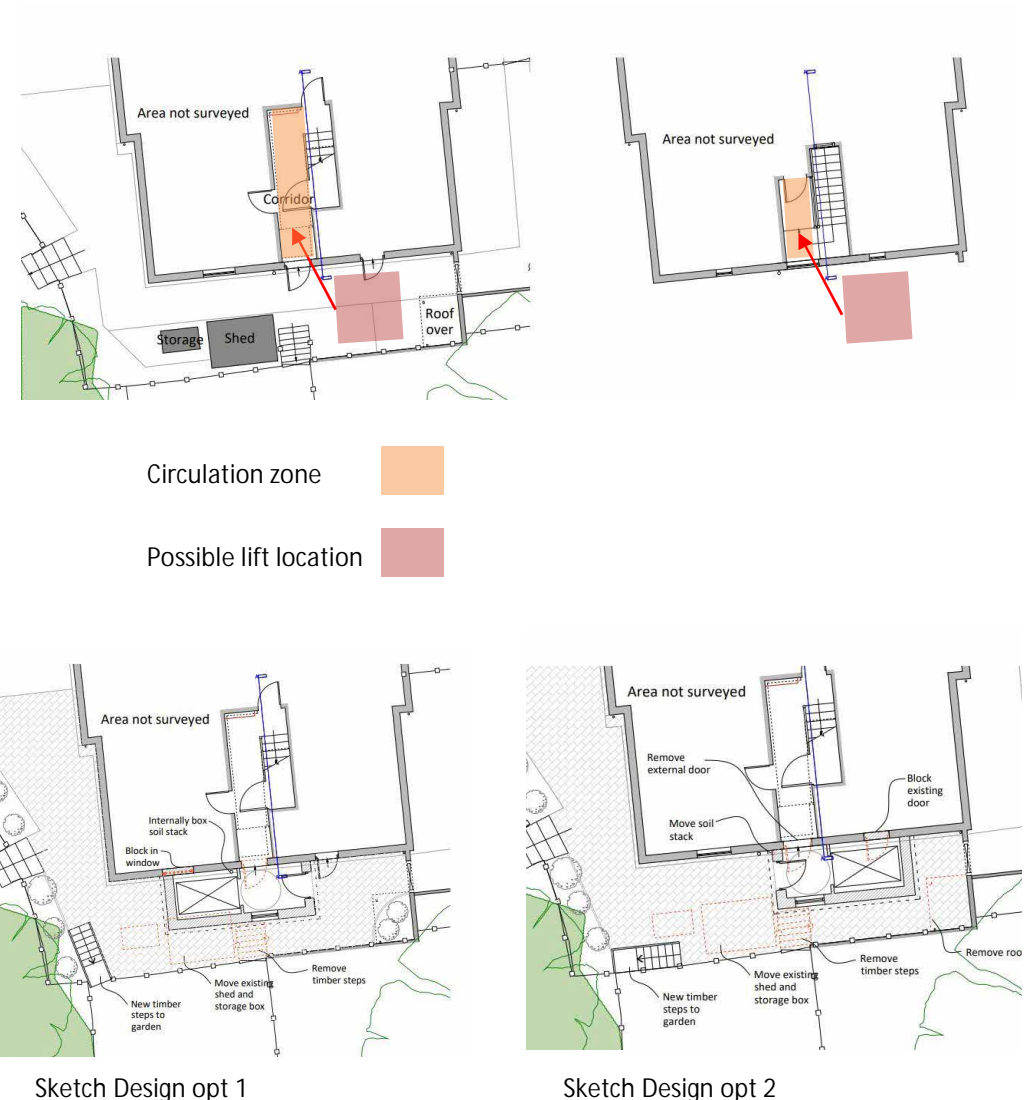 Area not surveyed
Corridor
Storage
Shed
Roof
over
Area not surveyed
Circulation zone
Possible lift location
Area not surveyed
Internally box
soil stack
Block in
window
Remove
timber steps
Move existing
shed and
storage box
New timber
steps to
garden
Sketch Design opt 1
Area not surveyed
Remove
external door
Block
existing
door
Move soil
stack
Remove
timber steps
Remove roo
Move existing
shed and
storage box
New timber
steps to
garden
Sketch Design opt 2